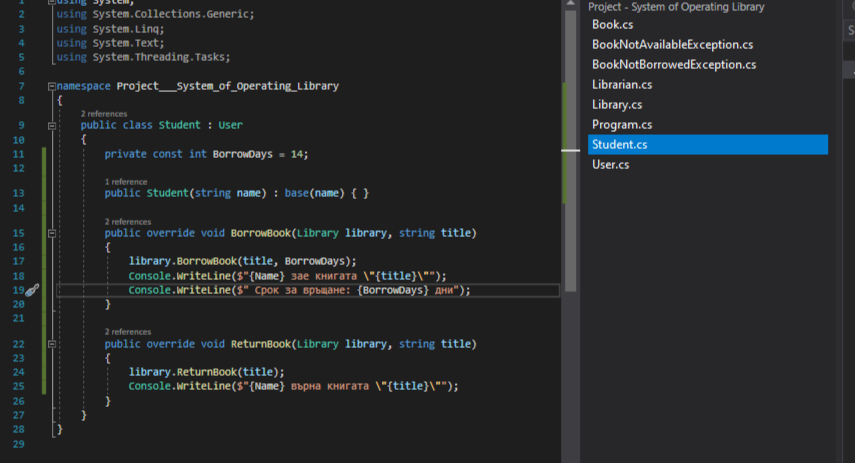 1 using System;
2 using System.Collections.Generic;
3 using System.Linq;
4 using System.Text;
5 using System.Threading.Tasks;
6
7 namespace Project___System_of_Operating_Library
8 {
2 references
9 public class Student : User
10 {
11 private const int BorrowDays = 14;
12
1 reference
13 public Student(string name) : base(name) { }
14
2 references
15 public override void BorrowBook(Library library, string title)
16 {
17 library.BorrowBook(title, BorrowDays);
18 Console.WriteLine($"{Name} зае книгата \"{title}\"");
19 Console.WriteLine($" Срок за връщане: {BorrowDays} дни");
20 }
21
2 references
22 public override void ReturnBook(Library library, string title)
23 {
24 library.ReturnBook(title);
25 Console.WriteLine($"{Name} върна книгата \"{title}\"");
26 }
27 }
28 }
29
Project - System of Operating Library
Book.cs
BookNotAvailableException.cs
BookNotBorrowedException.cs
Librarian.cs
Library.cs
Program.cs
Student.cs
User.cs